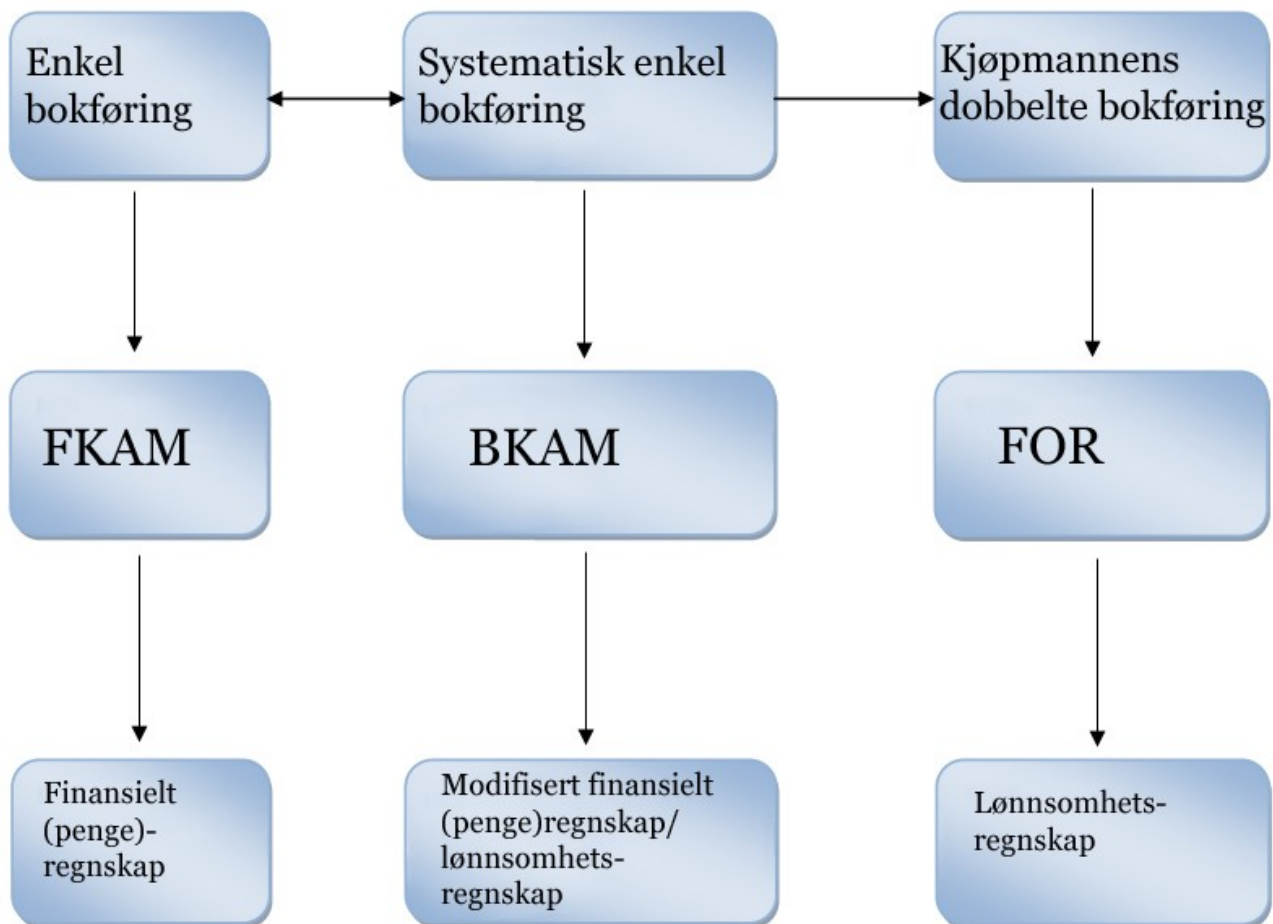 Enkel
bokføring
Systematisk enkel
bokføring
Kjøpmannens
dobbelte bokføring
FKAM
BKAM
FOR
Finansielt
(penge)-
regnskap
Modifisert finansielt
(penge)regnskap/
lønnsomhets-
regnskap
Lønnsomhets-
regnskap